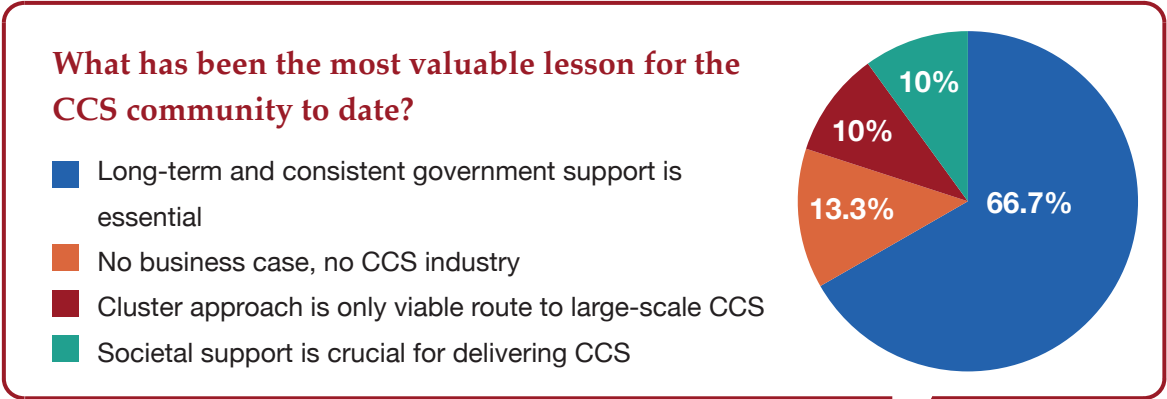 What has been the most valuable lesson for the
CCS community to date?
Long-term and consistent government support is
essential
No business case, no CCS industry
Cluster approach is only viable route to large-scale CCS
Societal support is crucial for delivering CCS
10%
10%
13.3%
66.7%